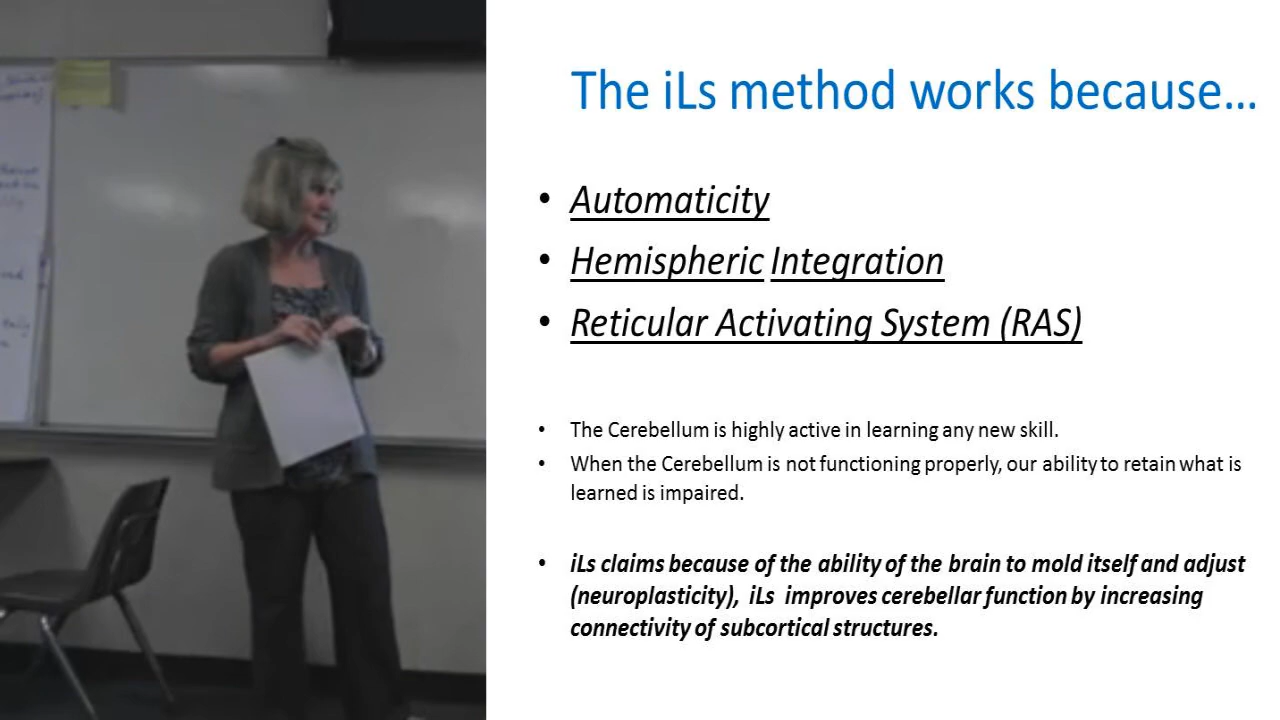 The iLs method works because...
• Automaticity
• Hemispheric Integration
• Reticular Activating System (RAS)
• The Cerebellum is highly active in learning any new skill.
• When the Cerebellum is not functioning properly, our ability to retain what is
learned is impaired.
• iLs claims because of the ability of the brain to mold itself and adjust
(neuroplasticity), iLs improves cerebellar function by increasing
connectivity of subcortical structures.